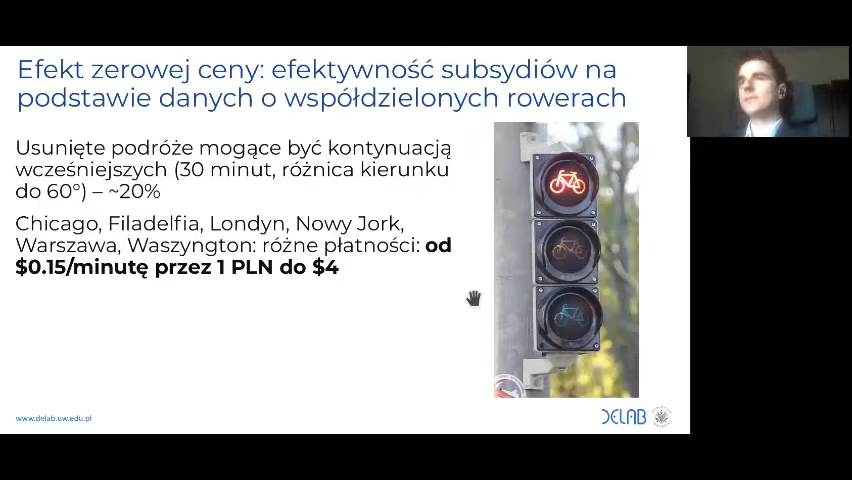 Efekt zerowej ceny: efektywność subsydiów na
podstawie danych o współdzielonych rowerach
Usunięte podróże mogące być kontynuacją
wcześniejszych (30 minut, różnica kierunku
do 60°) – ~20%
Chicago, Filadelfia, Londyn, Nowy Jork,
Warszawa, Waszyngton: różne płatności: od
$0.15/minutę przez 1 PLN do $4
www.delab.uw.edu.pl
DELAB